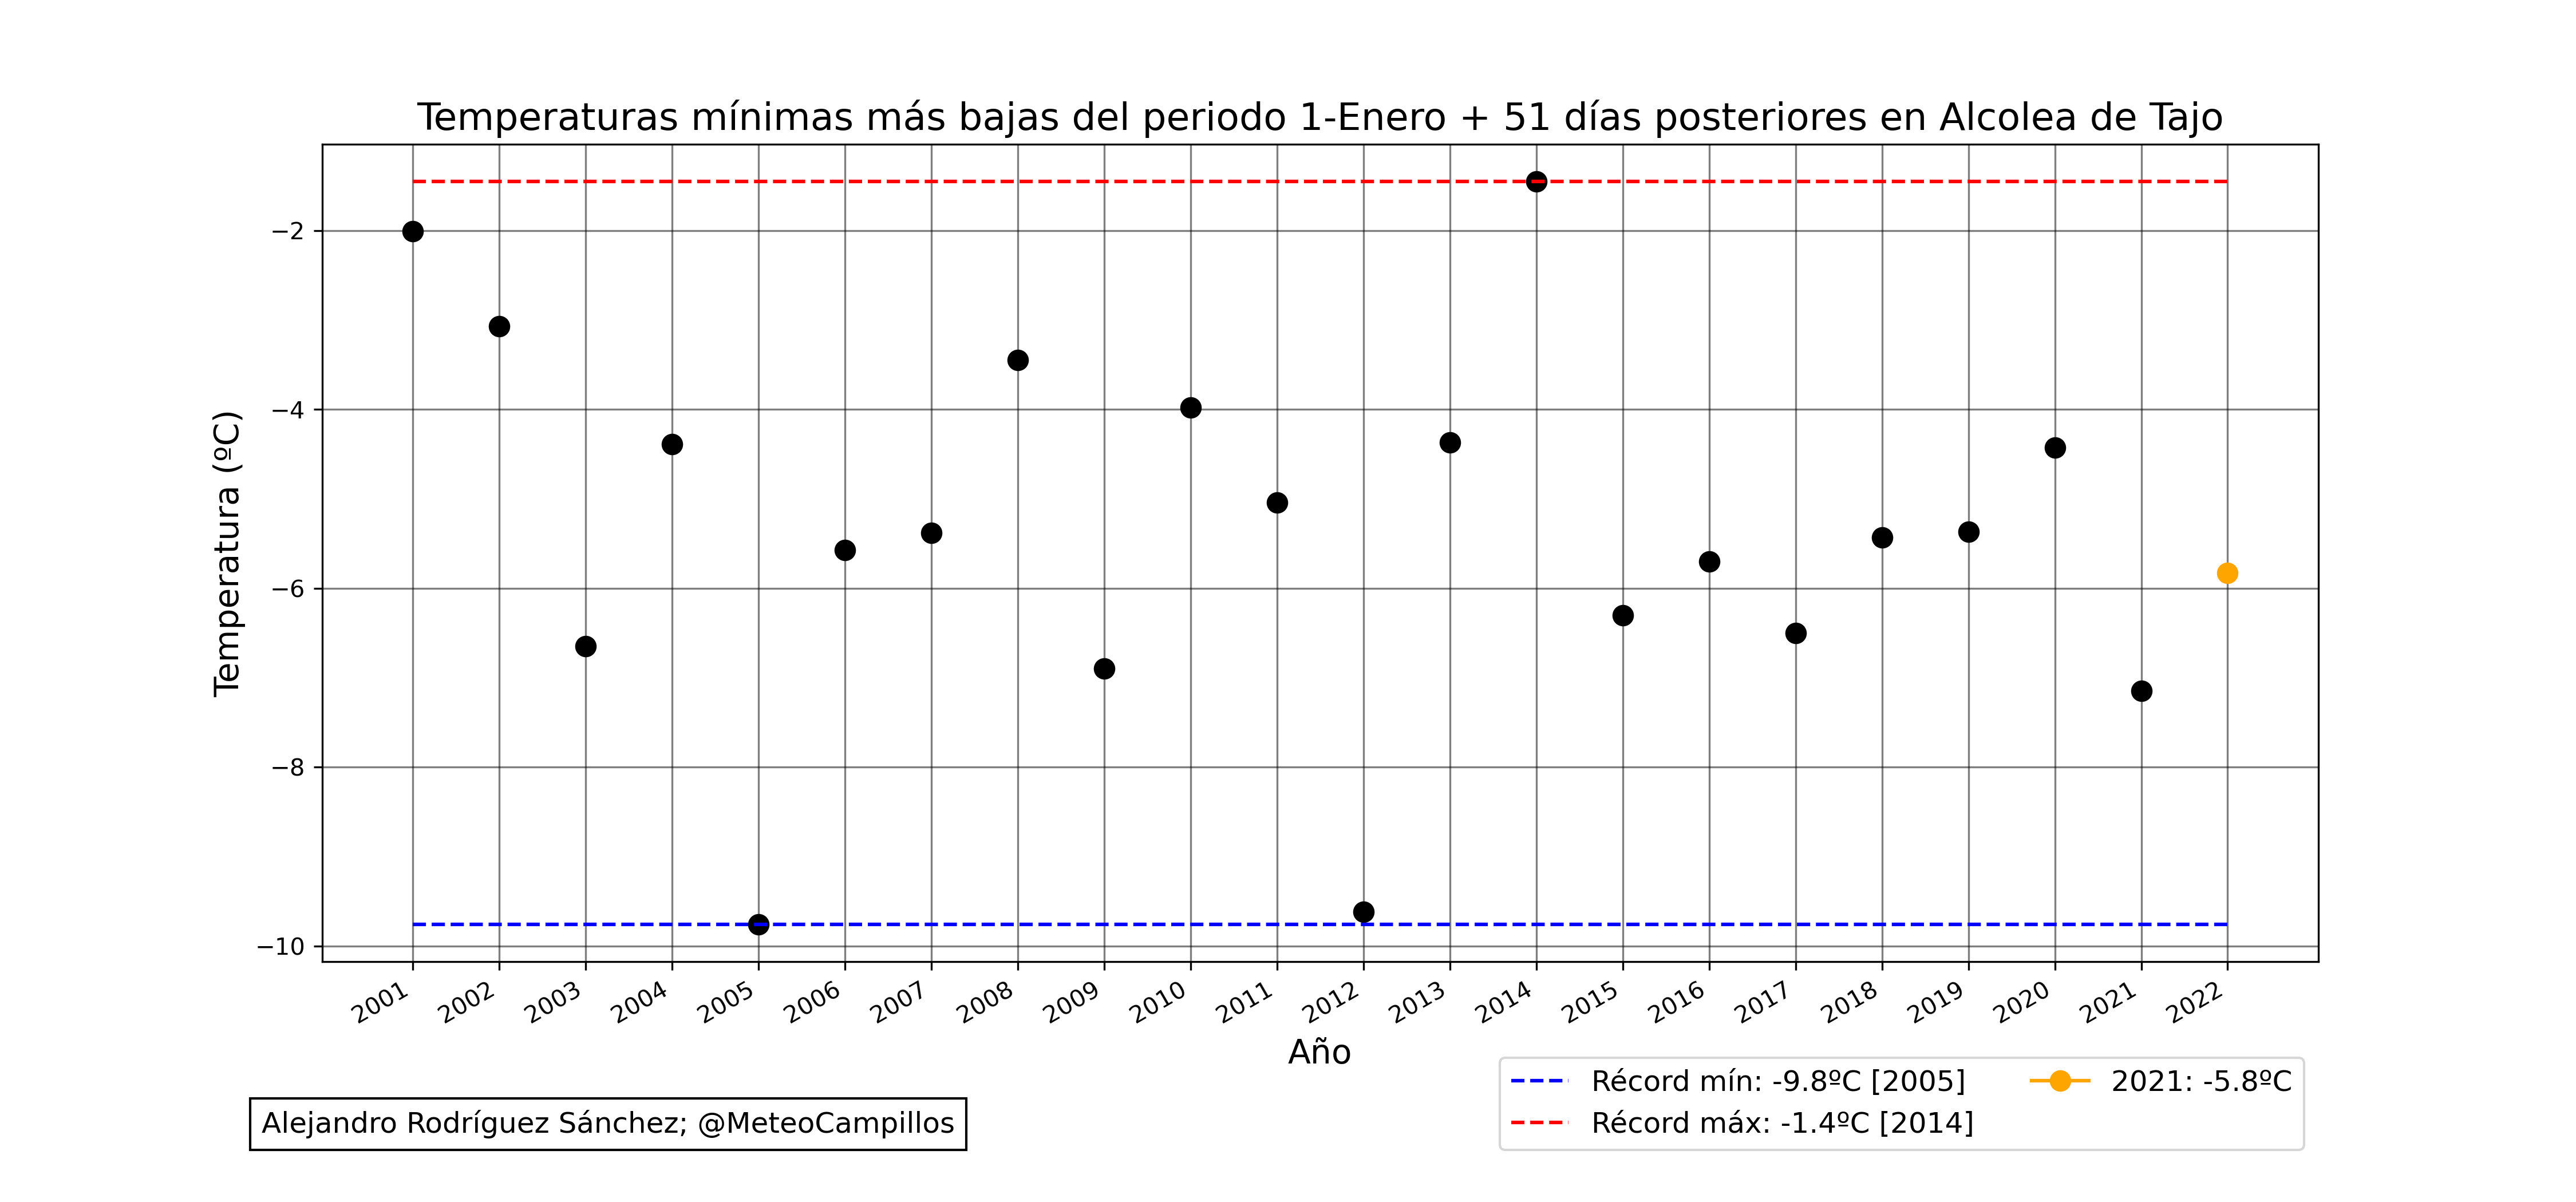 Temperaturas mínimas más bajas del periodo 1-Enero + 51 días posteriores en Alcolea de Tajo
Temperatura (ºC)
−2
−4
−6
−8
−10
2001 2002 2003 2004 2005 2006 2007 2008 2009 2010 2011 2012 2013 2014 2015 2016 2017 2018 2019 2020 2021 2022
Año
Récord mín: -9.8ºC [2005]
Récord máx: -1.4ºC [2014]
2021: -5.8ºC
Alejandro Rodríguez Sánchez; @MeteoCampillos